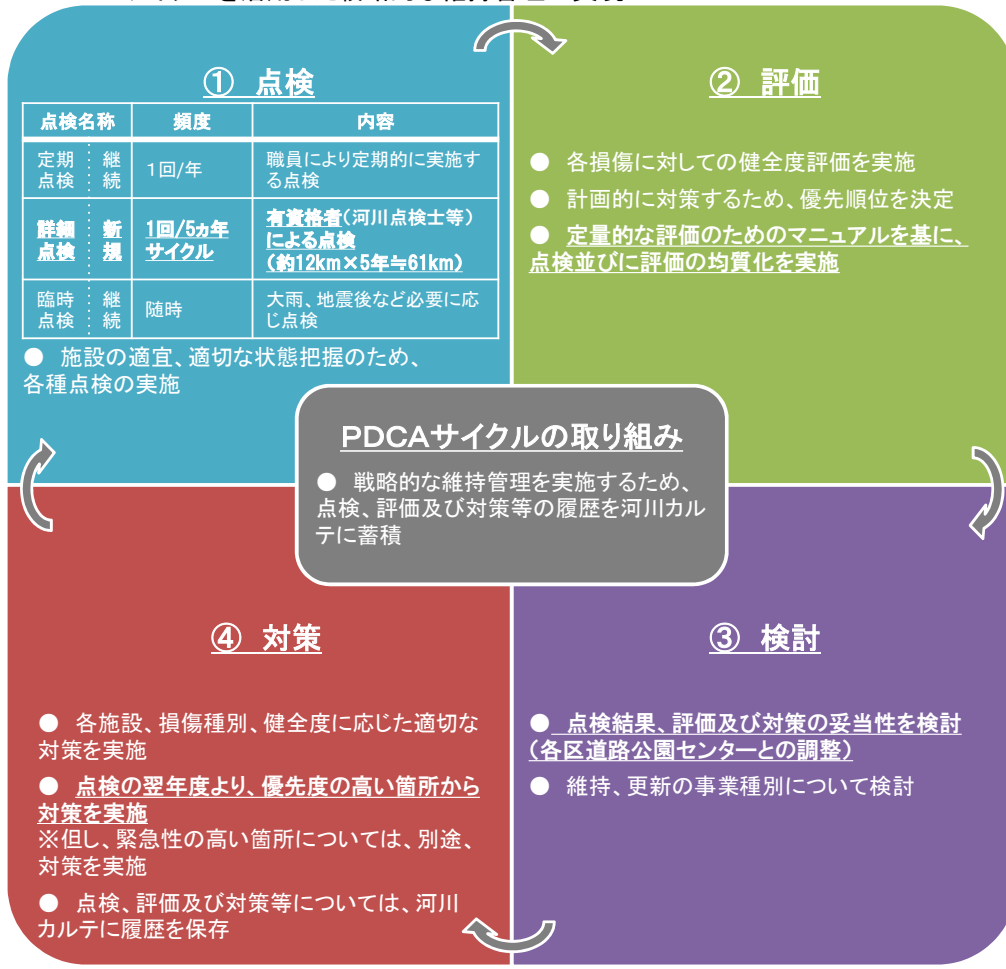 ① 点検
点検名称 頻度 内容
定期点検 継続 1回/年 職員により定期的に実施する点検
詳細点検 新規 1回/5ヵ年サイクル 有資格者(河川点検士等)による点検(約12km×5年≒61km)
臨時点検 継続 随時 大雨、地震後など必要に応じ点検
● 施設の適宜、適切な状態把握のため、
各種点検の実施
② 評価
● 各損傷に対しての健全度評価を実施
● 計画的に対策するため、優先順位を決定
● 定量的な評価のためのマニュアルを基に、
点検並びに評価の均質化を実施
PDCAサイクルの取り組み
● 戦略的な維持管理を実施するため、
点検、評価及び対策等の履歴を河川カル
テに蓄積
③ 検討
● 点検結果、評価及び対策の妥当性を検討
(各区道路公園センターとの調整)
● 維持、更新の事業種別について検討
④ 対策
● 各施設、損傷種別、健全度に応じた適切な
対策を実施
● 点検の翌年度より、優先度の高い箇所から
対策を実施
※但し、緊急性の高い箇所については、別途、
対策を実施
● 点検、評価及び対策等については、河川
カルテに履歴を保存